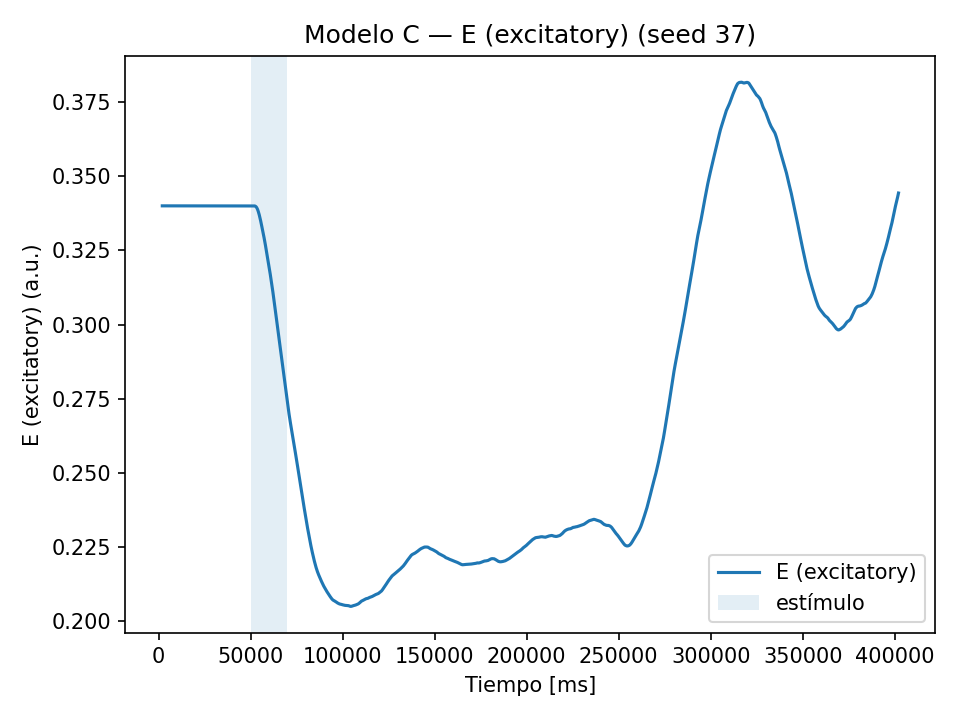 Modelo C — E (excitatory) (seed 37)
E (excitatory) (a.u.)
0.375
0.350
0.325
0.300
0.275
0.250
0.225
0.200
E (excitatory)
estímulo
0 50000 100000 150000 200000 250000 300000 350000 400000
Tiempo [ms]